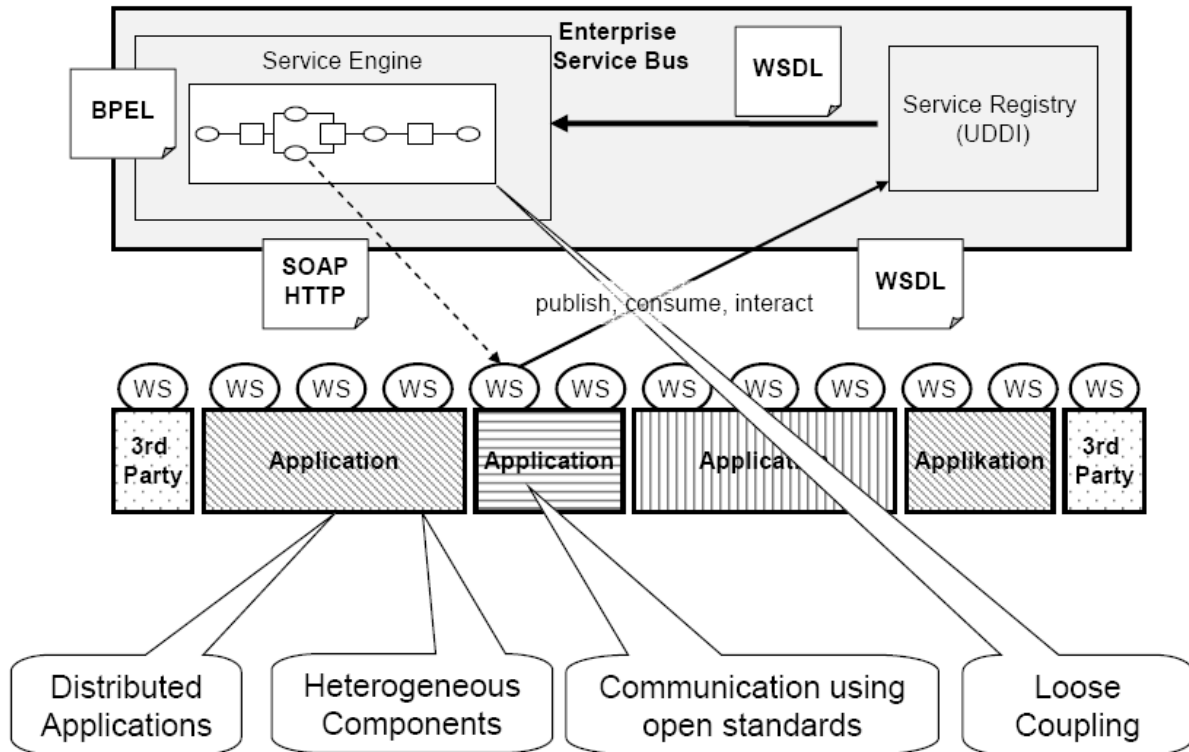 Enterprise
Service Bus
Service Engine
WSDL
BPEL
Service Registry
(UDDI)
SOAP
HTTP
WSDL
publish, consume, interact
WS WS WS WS WS WS WS WS WS WS WS WS
3rd
Party
Application
Application
Application
Applikation
3rd
Party
Distributed
Applications
Heterogeneous
Components
Communication using
open standards
Loose
Coupling